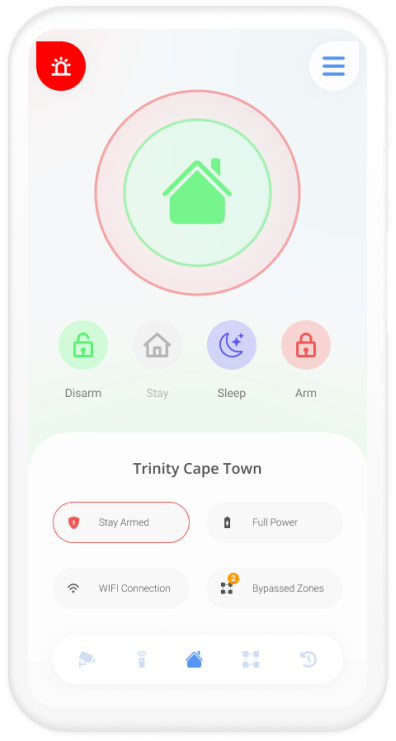 Disarm Stay Sleep Arm
Trinity Cape Town
Stay Armed Full Power
2
WIFI Connection Bypassed Zones